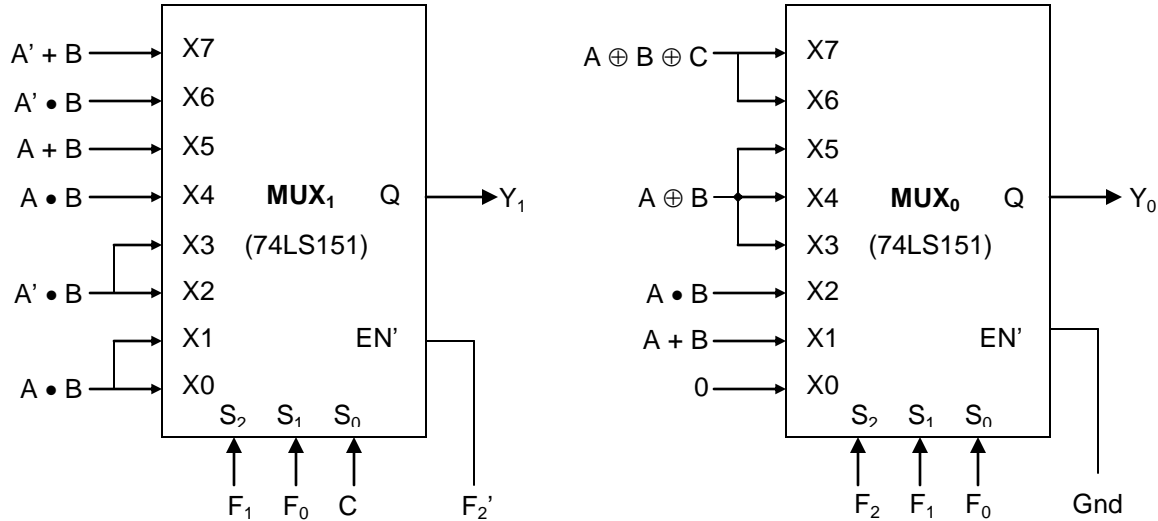 A' + B X7
A' • B X6
A + B X5
A • B X4 MUX₁ Q Y₁
X3 (74LS151)
A' • B X2
X1 EN'
A • B X0
S₂ S₁ S₀
F₁ F₀ C F₂'
A ⊕ B ⊕ C X7
X6
X5
A ⊕ B X4 MUX₀ Q Y₀
X3 (74LS151)
A • B X2
A + B X1 EN'
0 X0
S₂ S₁ S₀
F₂ F₁ F₀ Gnd